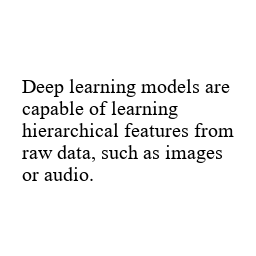 Deep learning models are
capable of learning
hierarchical features from
raw data, such as images
or audio.